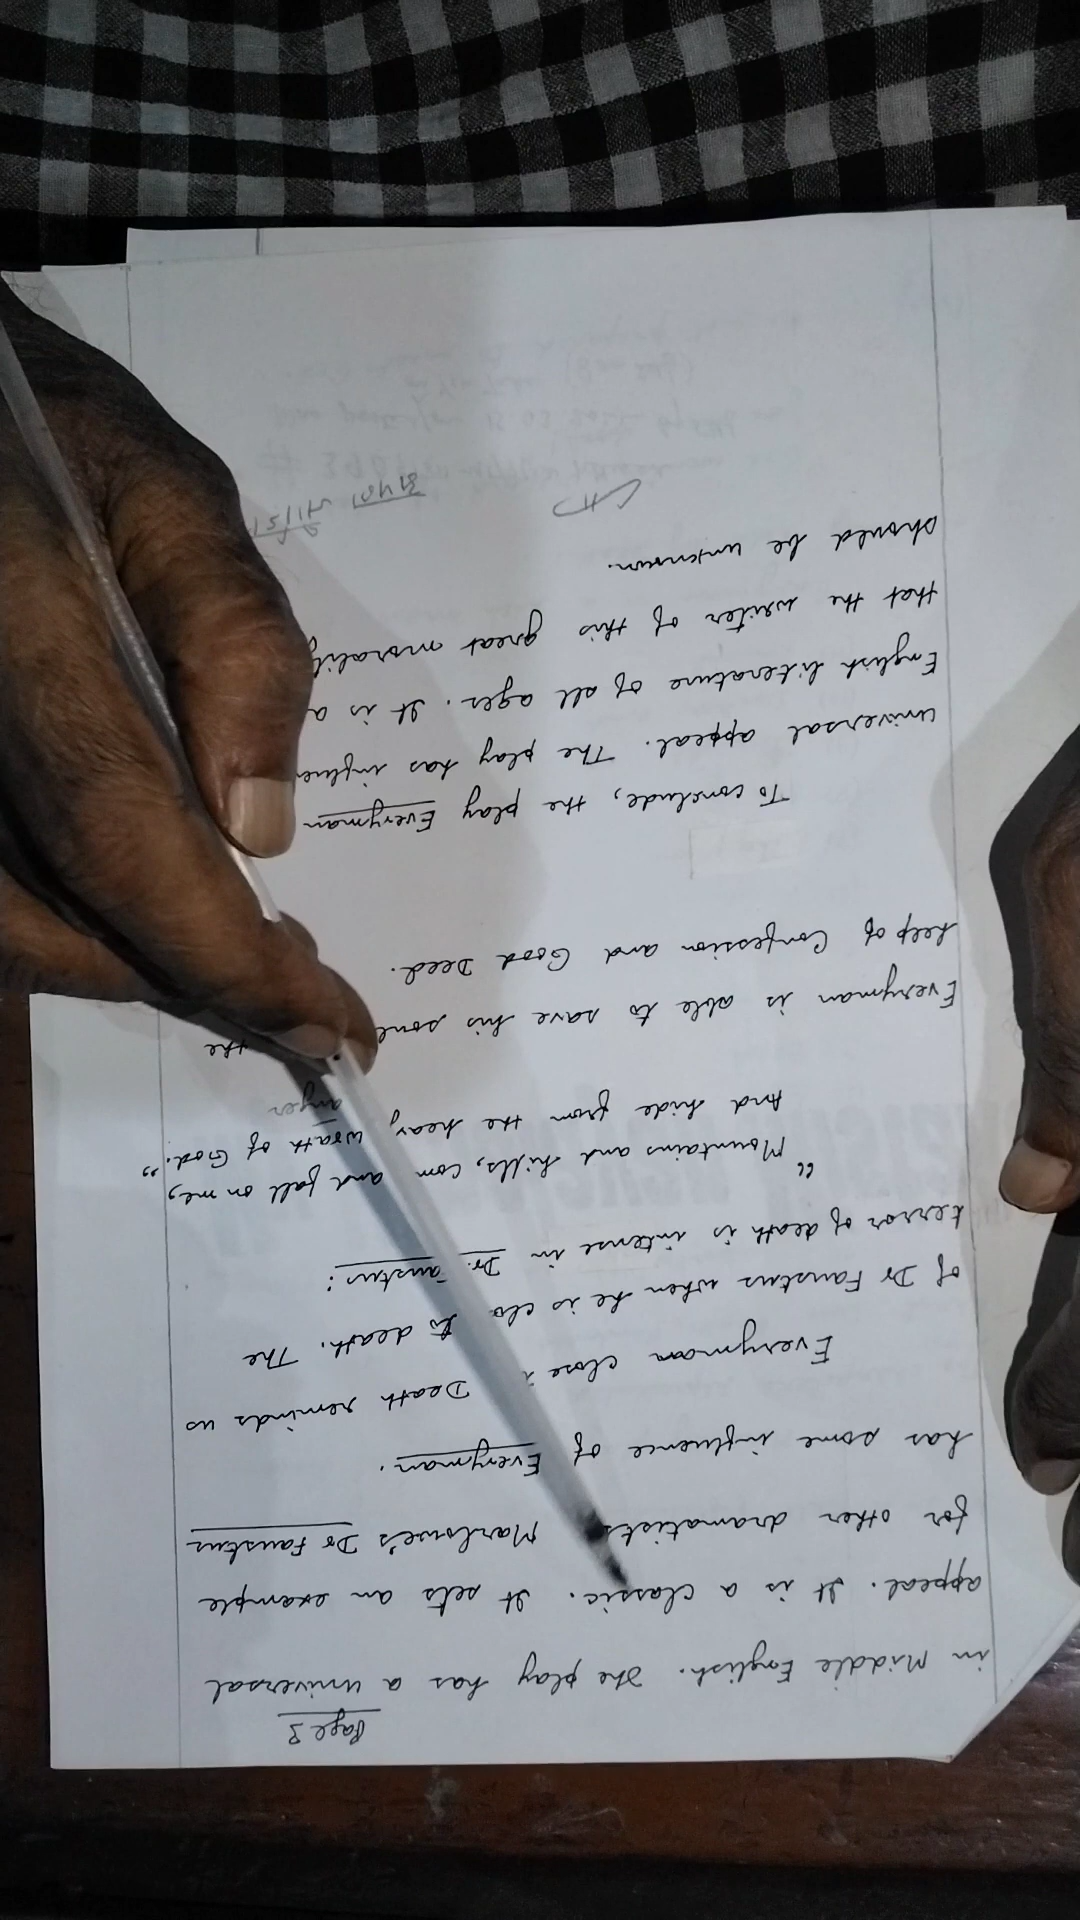 Page 3
in Middle English. The play has a universal
appeal. It is a classic. It sets an example
for other dramatists Marlowe's Dr Faustus
has some influence of Everyman.
Everyman close Death reminds us
of Dr Faustus when he is clo to death. The
terror of death is intense in Dr. Faustus:
"Mountains and hills, com and fall on me,
And hide from the heavy wrath of God."
anger
Everyman is able to save his soul the
help of Confession and Good Deed.
To conclude, the play Everyman
universal appeal. The play has influen
English literature of all ages. It is a
that the writer of this great morality
should be unknown.